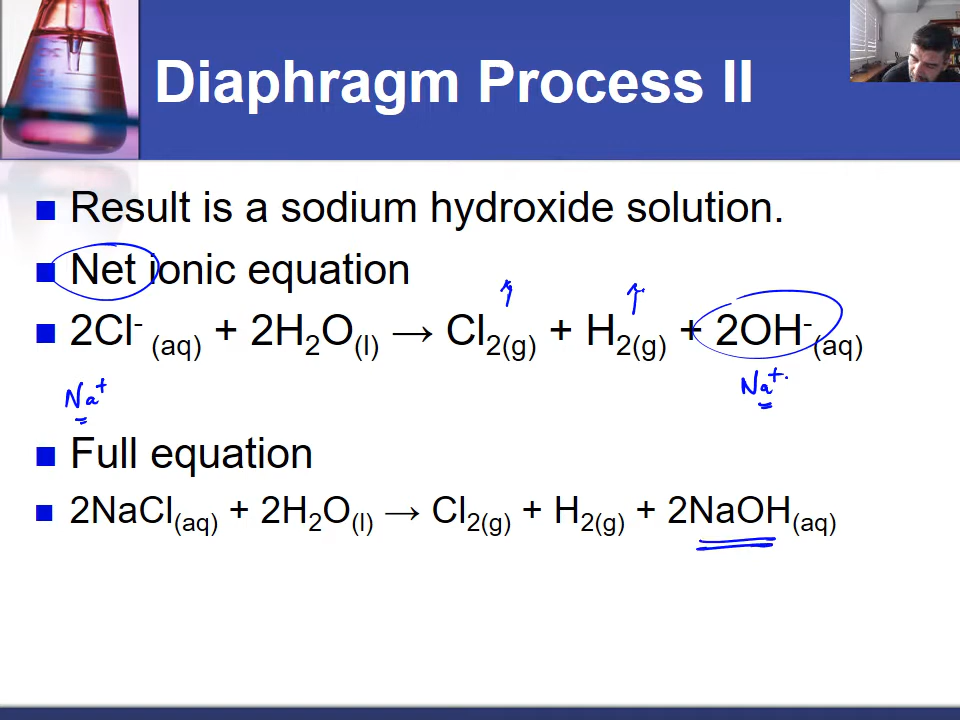 Diaphragm Process II
■ Result is a sodium hydroxide solution.
■ Net ionic equation
■ 2Cl⁻ (aq) + 2H₂O(l) → Cl₂(g) + H₂(g) + 2OH⁻(aq)
Na⁺ Na⁺
■ Full equation
■ 2NaCl(aq) + 2H₂O(l) → Cl₂(g) + H₂(g) + 2NaOH(aq)